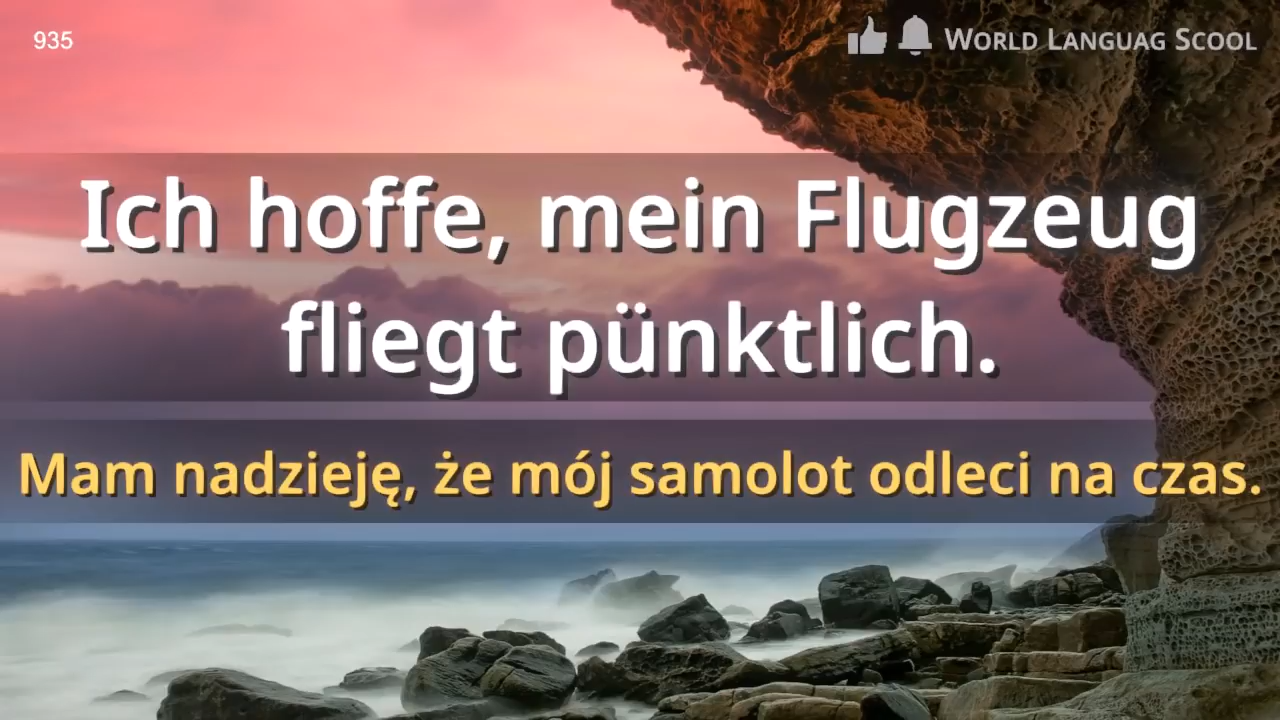 935
WORLD LANGUAG SCOOL
Ich hoffe, mein Flugzeug
fliegt pünktlich.
Mam nadzieję, że mój samolot odleci na czas.